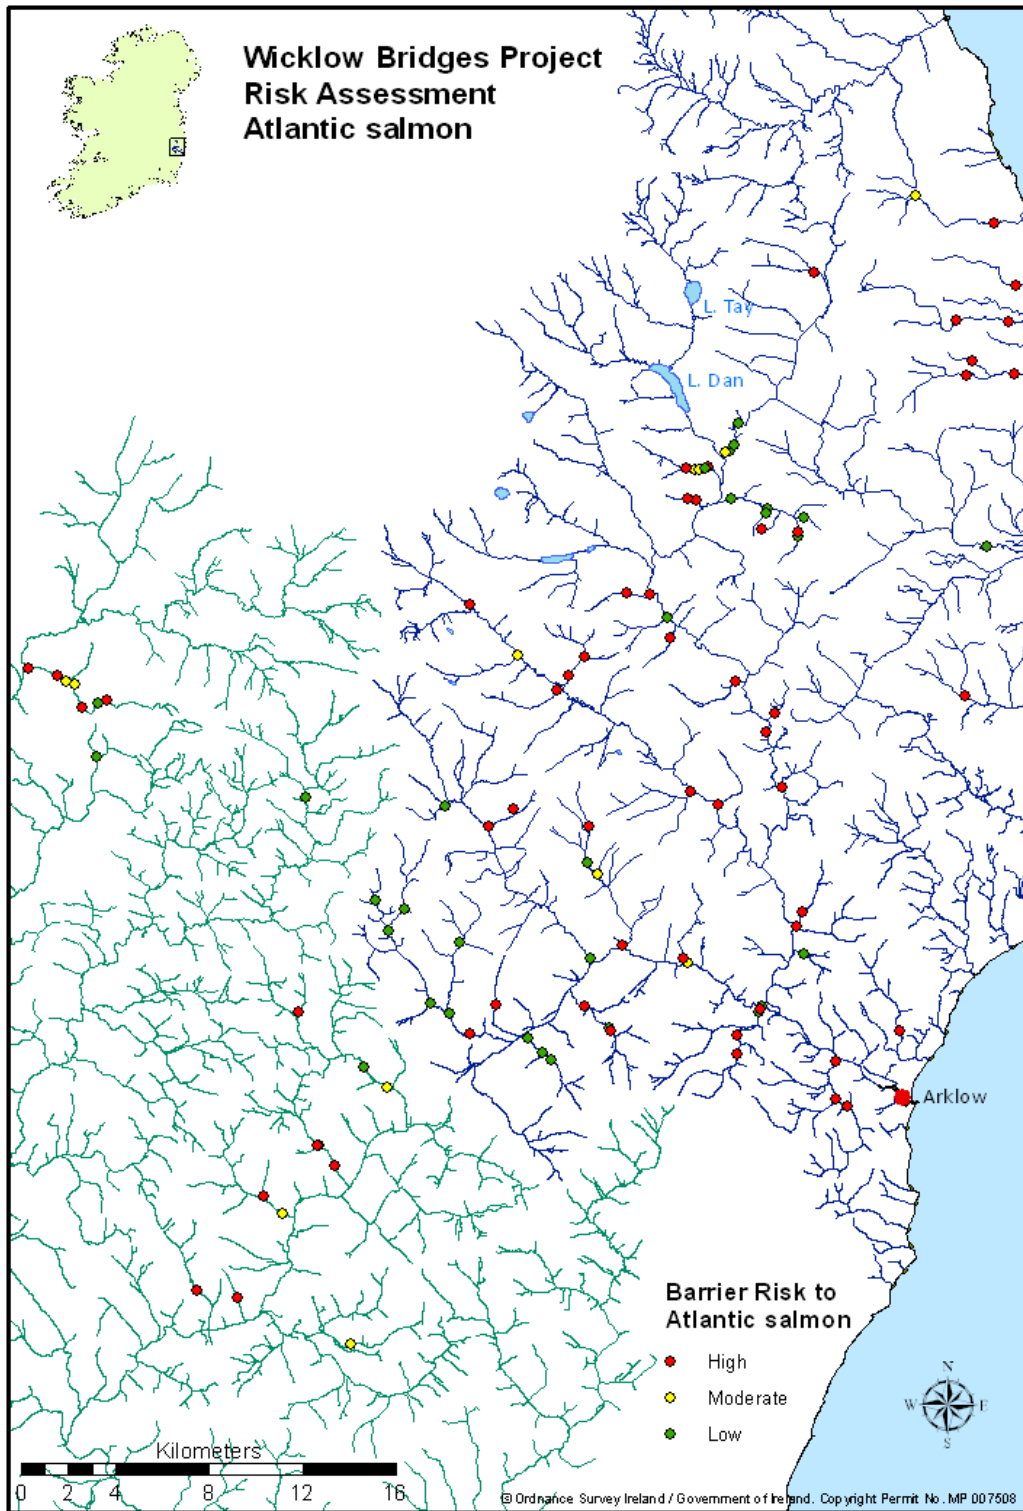 Wicklow Bridges Project
Risk Assessment
Atlantic salmon
L. Tay
L. Dan
Arklow
Barrier Risk to
Atlantic salmon
High
Moderate
Low
N
W E
S
Kilometers
0 2 4 8 12 16
© Ordnance Survey Ireland / Government of Ireland. Copyright Permit No. MP 007508